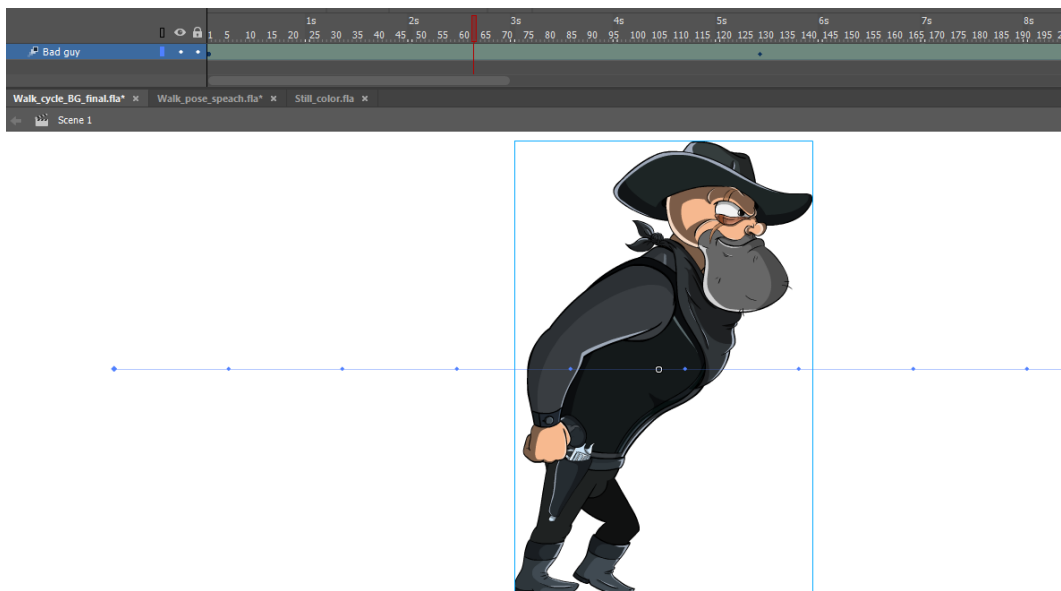 1s 2s 3s 4s 5s 6s 7s 8s
1 5 10 15 20 25 30 35 40 45 50 55 60 65 70 75 80 85 90 95 100 105 110 115 120 125 130 135 140 145 150 155 160 165 170 175 180 185 190 195 2
Bad guy
Walk_cycle_BG_final.fla* × Walk_pose_speach.fla* × Still_color.fla ×
Scene 1